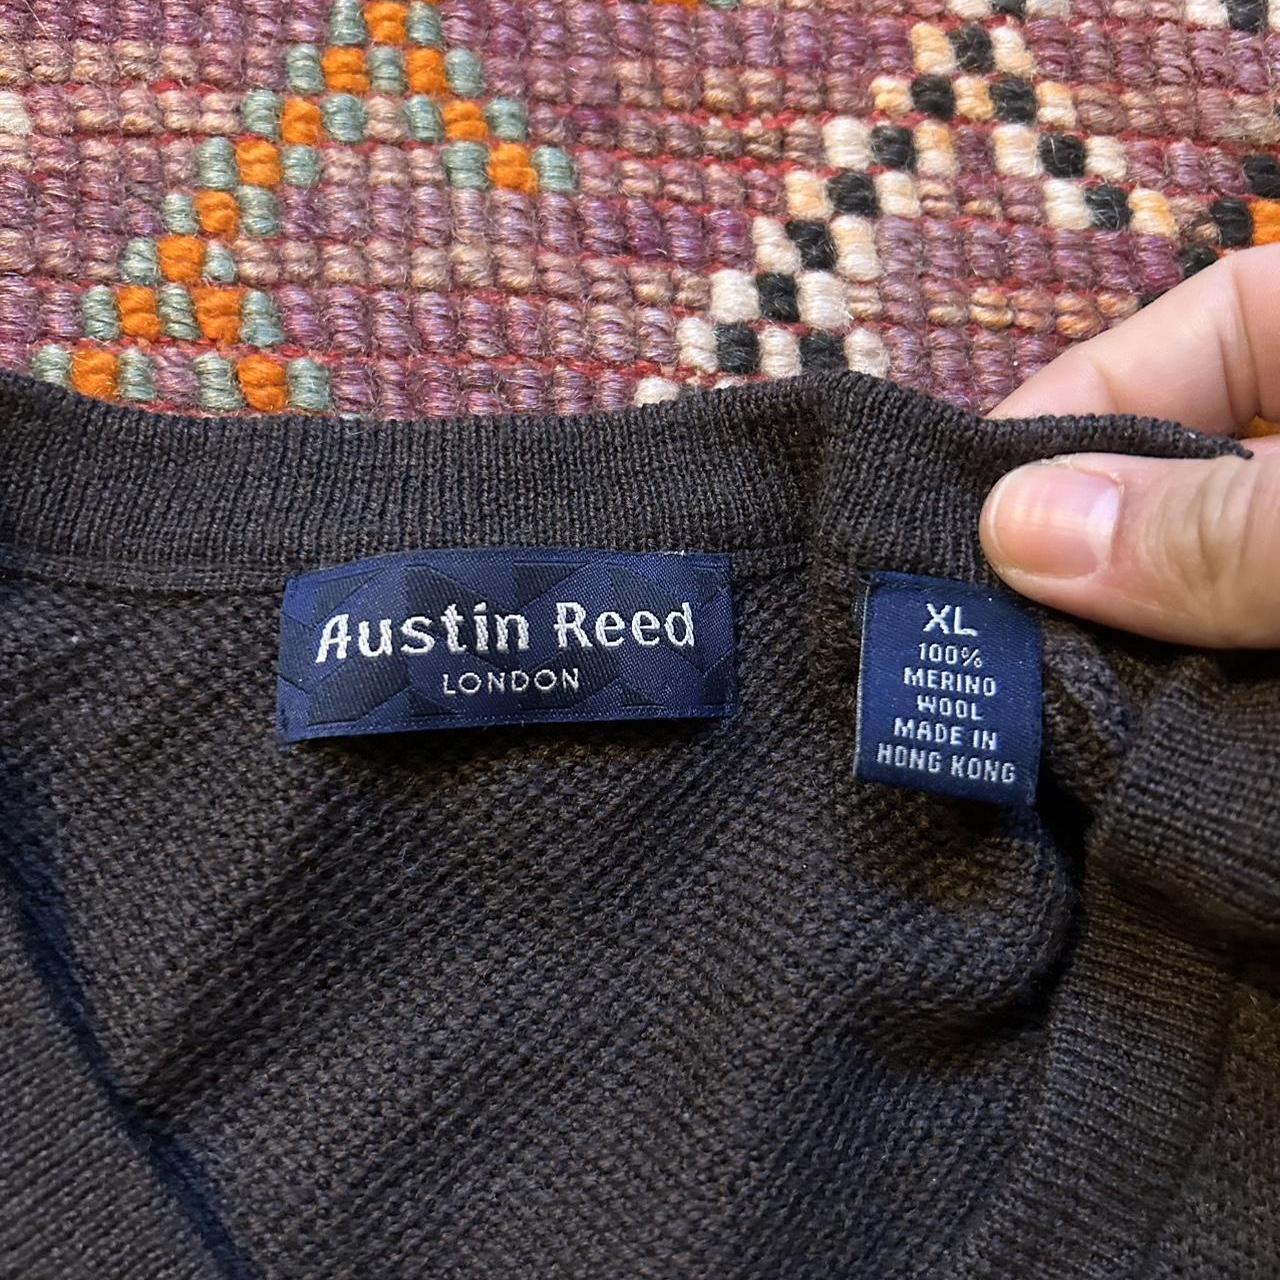 Austin Reed
LONDON
XL
100%
MERINO
WOOL
MADE IN
HONG KONG